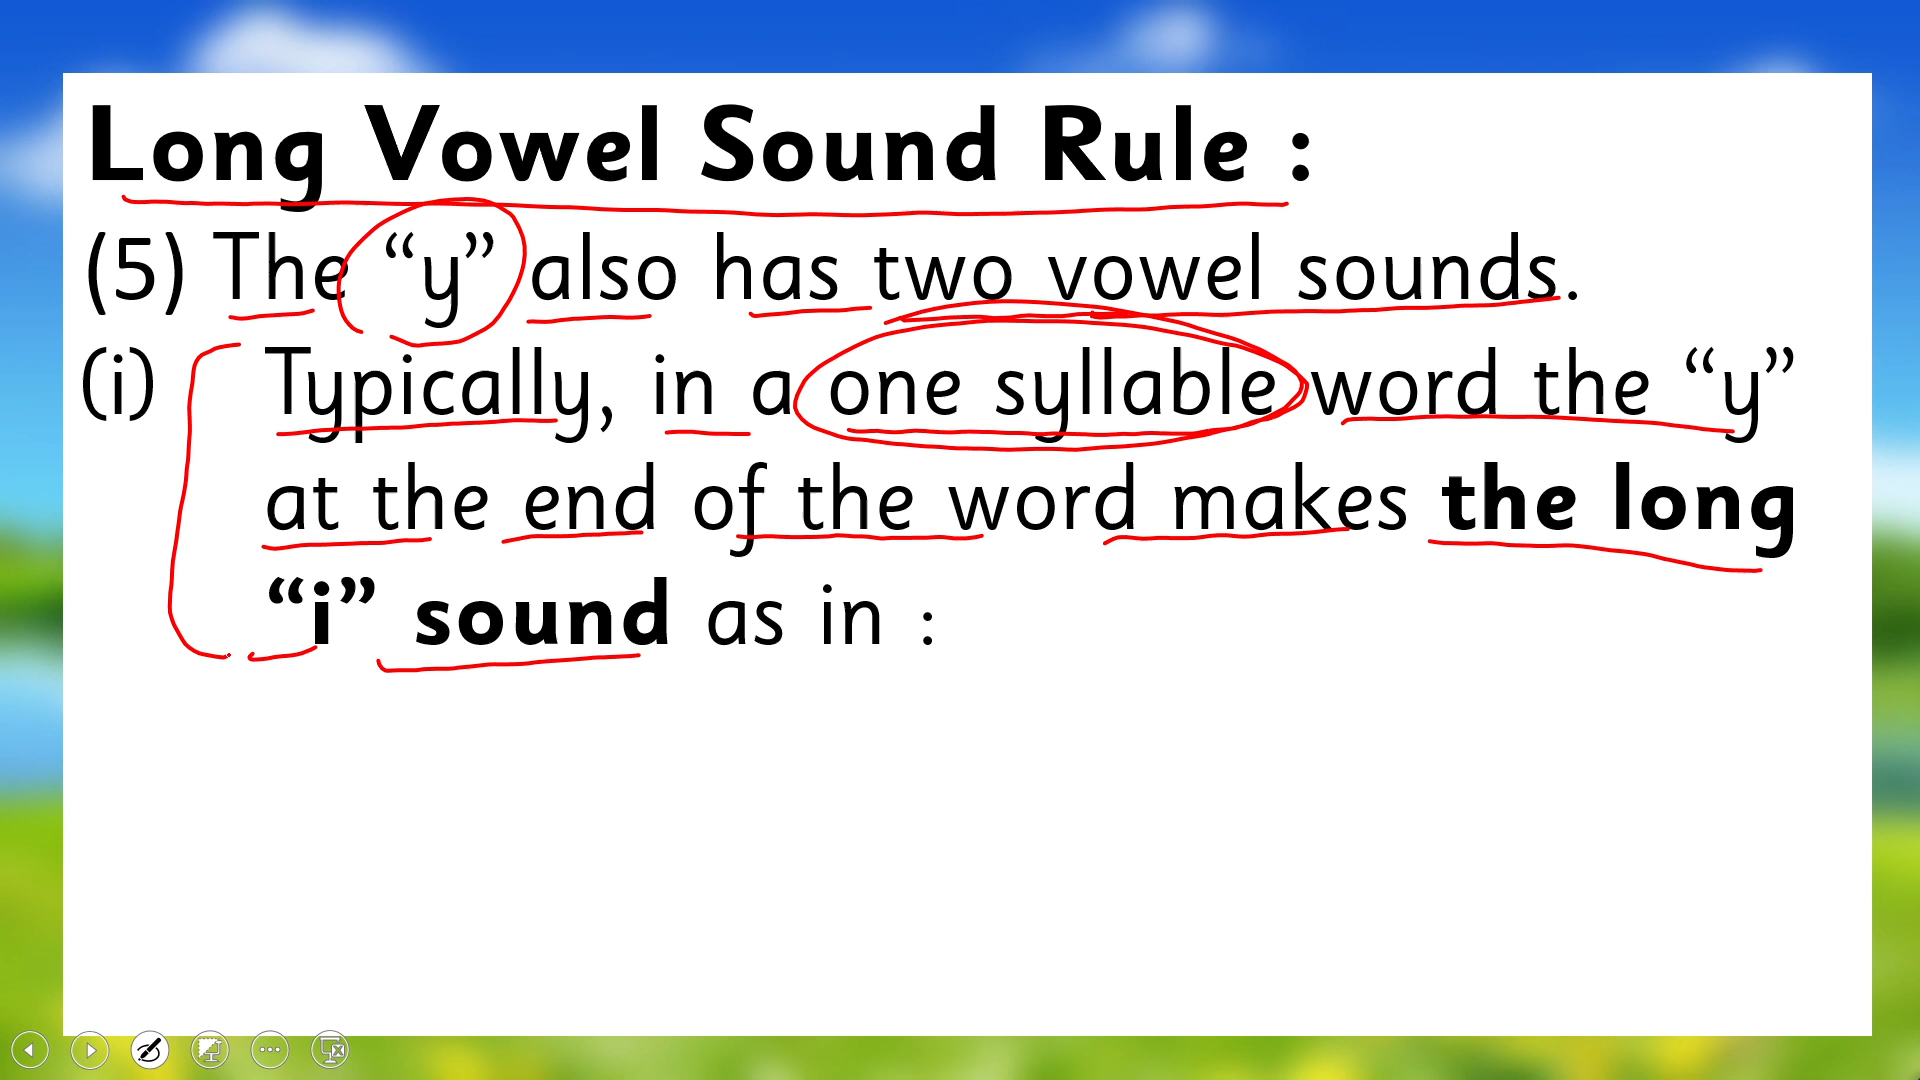 Long Vowel Sound Rule :
(5) The “y” also has two vowel sounds.
(i) Typically, in a one syllable word the “y”
at the end of the word makes the long
“i” sound as in :